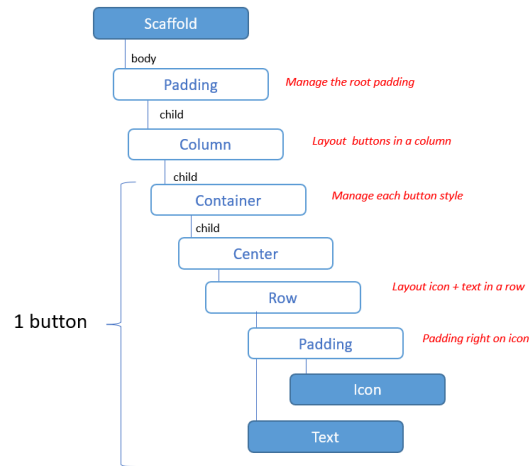 Scaffold
body
Padding
Manage the root padding
child
Column
Layout buttons in a column
child
Container
Manage each button style
child
Center
Row
Layout icon + text in a row
1 button
Padding
Padding right on icon
Icon
Text